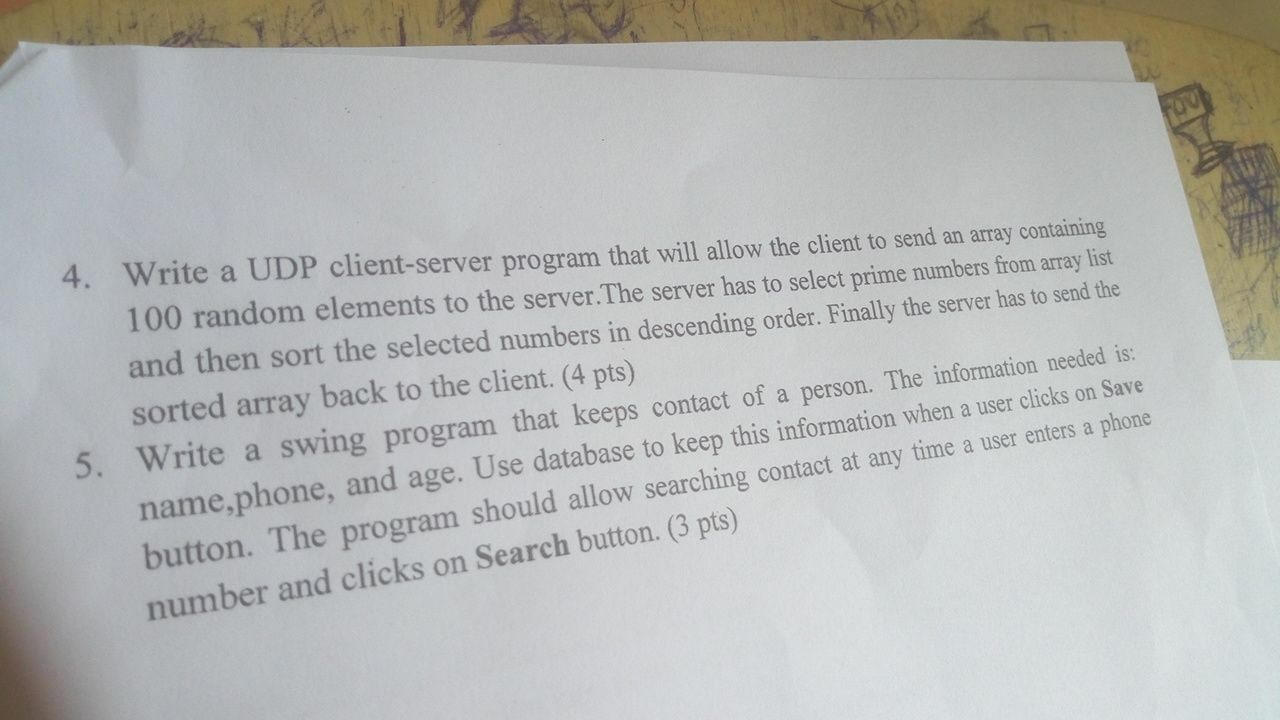 4. Write a UDP client-server program that will allow the client to send an array containing
100 random elements to the server.The server has to select prime numbers from array list
and then sort the selected numbers in descending order. Finally the server has to send the
sorted array back to the client. (4 pts)
5. Write a swing program that keeps contact of a person. The information needed is:
name,phone, and age. Use database to keep this information when a user clicks on Save
button. The program should allow searching contact at any time a user enters a phone
number and clicks on Search button. (3 pts)